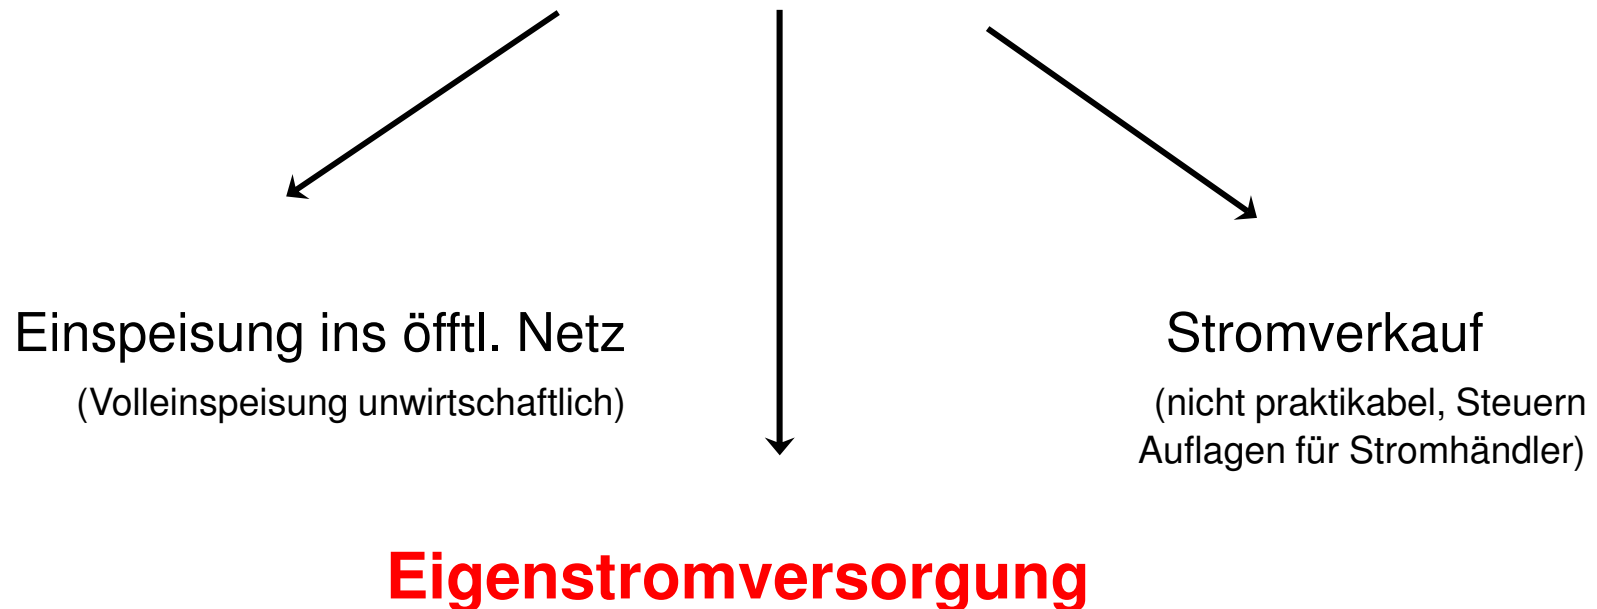 Einspeisung ins öfftl. Netz
(Volleinspeisung unwirtschaftlich)
Stromverkauf
(nicht praktikabel, Steuern
Auflagen für Stromhändler)
Eigenstromversorgung